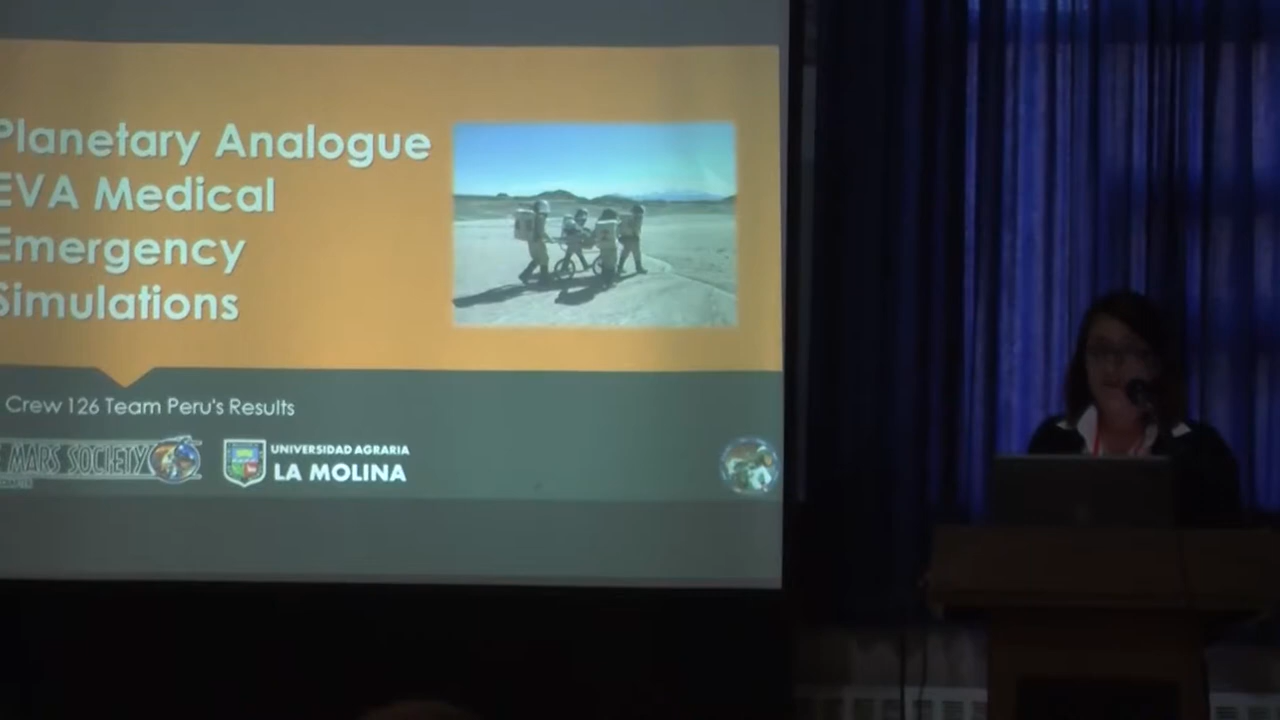 Planetary Analogue
EVA Medical
Emergency
Simulations
Crew 126 Team Peru's Results
MARS SOCIETY
UNIVERSIDAD AGRARIA
LA MOLINA